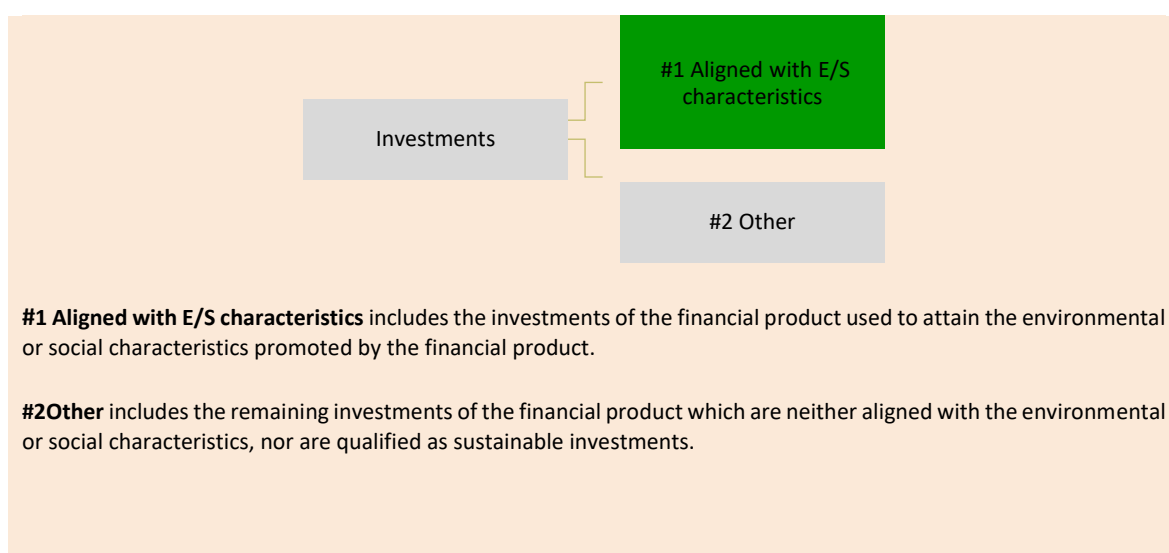 #1 Aligned with E/S
characteristics
Investments
#2 Other
#1 Aligned with E/S characteristics includes the investments of the financial product used to attain the environmental
or social characteristics promoted by the financial product.
#2Other includes the remaining investments of the financial product which are neither aligned with the environmental
or social characteristics, nor are qualified as sustainable investments.